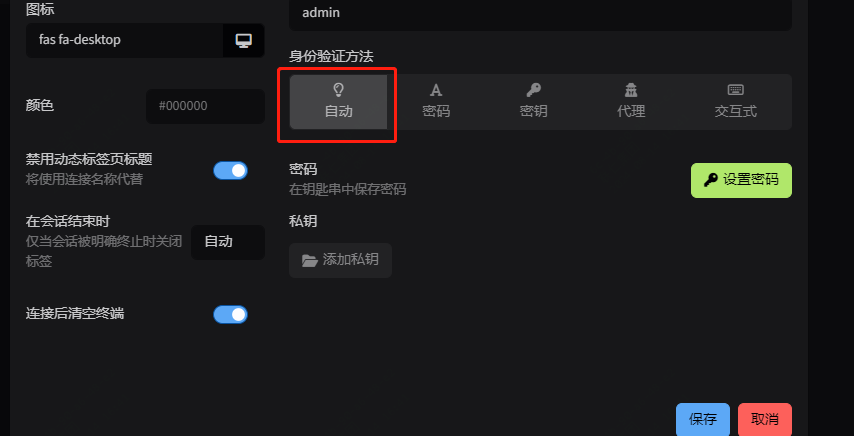 图标
fas fa-desktop
颜色
#000000
禁用动态标签页标题
将使用连接名称代替
在会话结束时
仅当会话被明确终止时关闭
标签
自动
连接后清空终端
admin
身份验证方法
自动
密码
密钥
代理
交互式
密码
在钥匙串中保存密码
设置密码
私钥
添加私钥
保存
取消